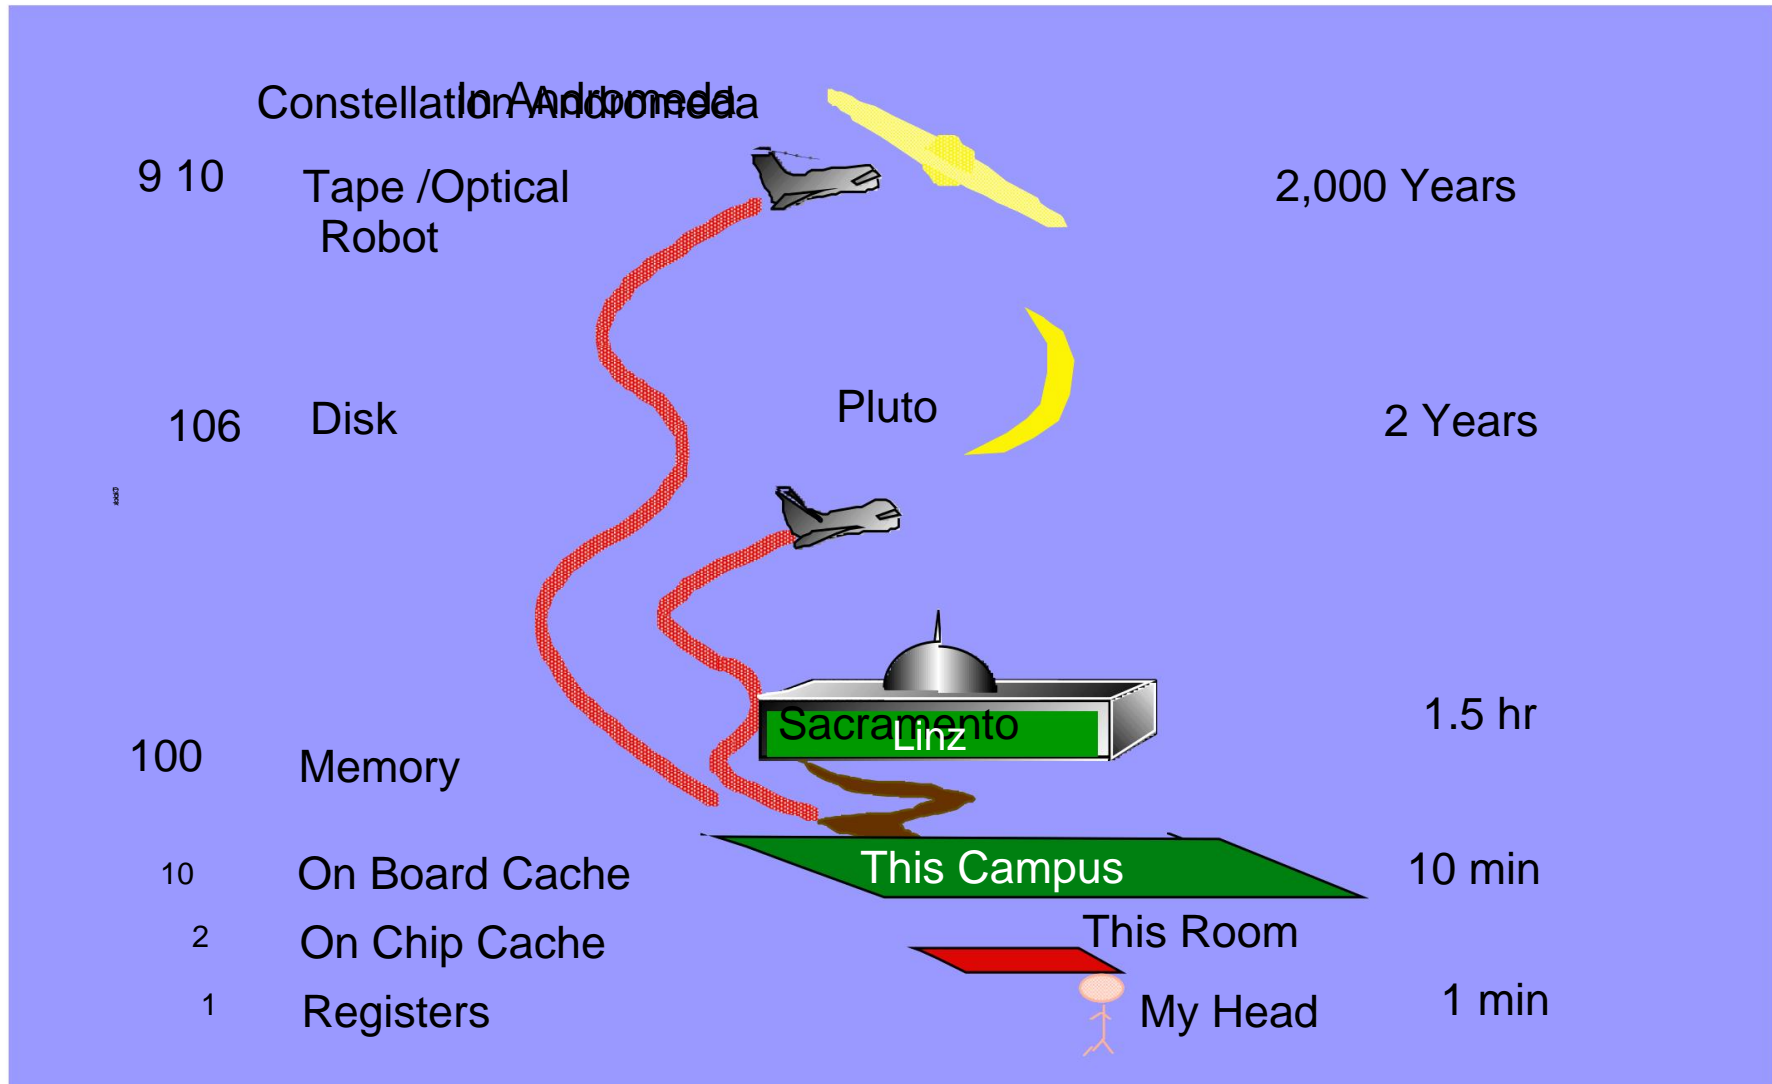 Constellation Andromeda
In Andromeda
9 10
Tape /Optical
Robot
2,000 Years
106
Disk
Pluto
2 Years
Sacramento
Linz
1.5 hr
100
Memory
10
On Board Cache
This Campus
10 min
2
On Chip Cache
This Room
1
Registers
My Head
1 min